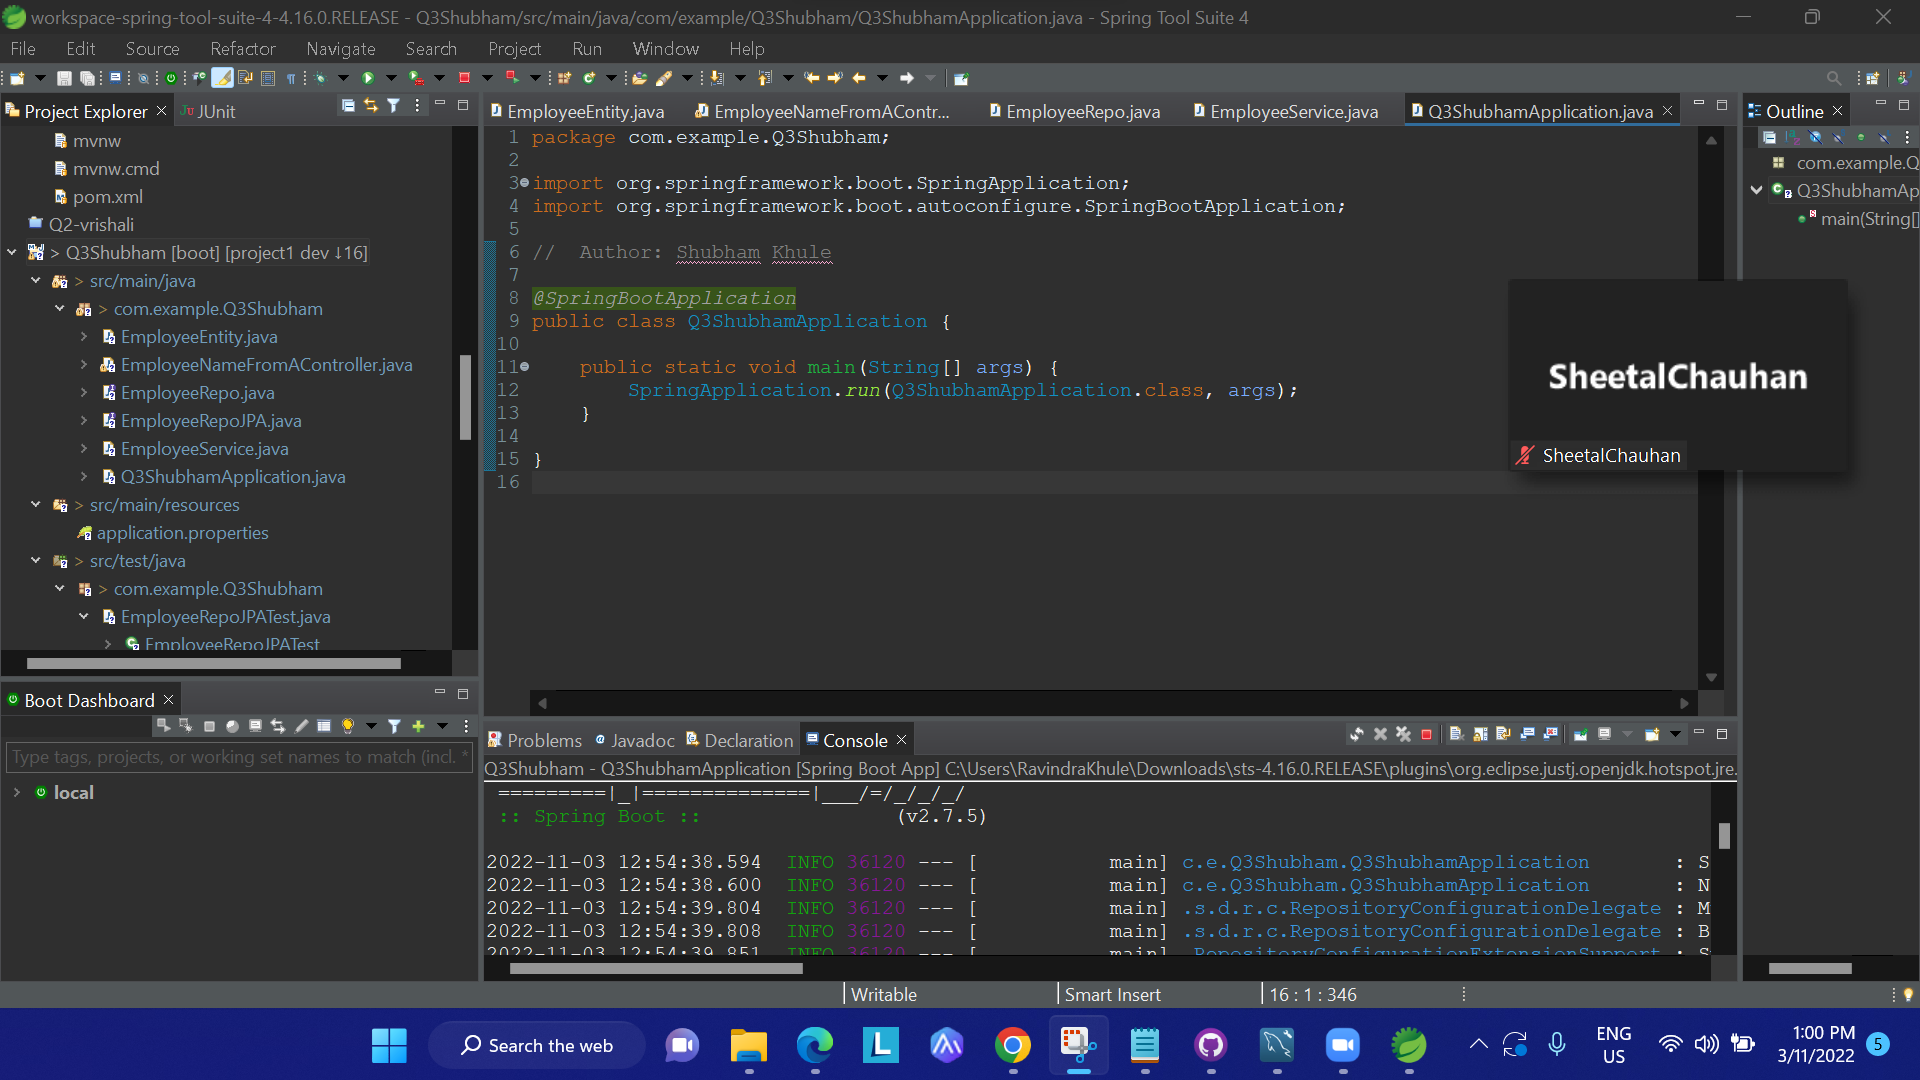 workspace-spring-tool-suite-4-4.16.0.RELEASE - Q3Shubham/src/main/java/com/example/Q3Shubham/Q3ShubhamApplication.java - Spring Tool Suite 4
File Edit Source Refactor Navigate Search Project Run Window Help
Project Explorer
JUnit
mvnw
mvnw.cmd
pom.xml
Q2-vrishali
> Q3Shubham [boot] [project1 dev ↓16]
> src/main/java
> com.example.Q3Shubham
EmployeeEntity.java
EmployeeNameFromAController.java
EmployeeRepo.java
EmployeeRepoJPA.java
EmployeeService.java
Q3ShubhamApplication.java
> src/main/resources
application.properties
> src/test/java
> com.example.Q3Shubham
EmployeeRepoJPATest.java
EmployeeRepoJPATest
Boot Dashboard
Type tags, projects, or working set names to match (incl. *
local
EmployeeEntity.java
EmployeeNameFromAContr...
EmployeeRepo.java
EmployeeService.java
Q3ShubhamApplication.java
1 package com.example.Q3Shubham;
2
3 import org.springframework.boot.SpringApplication;
4 import org.springframework.boot.autoconfigure.SpringBootApplication;
5
6 // Author: Shubham Khule
7
8 @SpringBootApplication
9 public class Q3ShubhamApplication {
10
11 public static void main(String[] args) {
12 SpringApplication.run(Q3ShubhamApplication.class, args);
13 }
14
15 }
16
SheetalChauhan
SheetalChauhan
Outline
com.example.Q
Q3ShubhamAp
main(String[]
Problems
Javadoc
Declaration
Console
Q3Shubham - Q3ShubhamApplication [Spring Boot App] C:\Users\RavindraKhule\Downloads\sts-4.16.0.RELEASE\plugins\org.eclipse.justj.openjdk.hotspot.jre.
=========|_|==============|___/=/_/_/_/
:: Spring Boot :: (v2.7.5)
2022-11-03 12:54:38.594 INFO 36120 --- [ main] c.e.Q3Shubham.Q3ShubhamApplication : S
2022-11-03 12:54:38.600 INFO 36120 --- [ main] c.e.Q3Shubham.Q3ShubhamApplication : N
2022-11-03 12:54:39.804 INFO 36120 --- [ main] .s.d.r.c.RepositoryConfigurationDelegate : M
2022-11-03 12:54:39.808 INFO 36120 --- [ main] .s.d.r.c.RepositoryConfigurationDelegate : B
2022-11-03 12:54:39.851 INFO 36120 --- [ main] .RepositoryConfigurationExtensionSupport : S
Writable
Smart Insert
16 : 1 : 346
Search the web
ENG
US
1:00 PM
3/11/2022
5